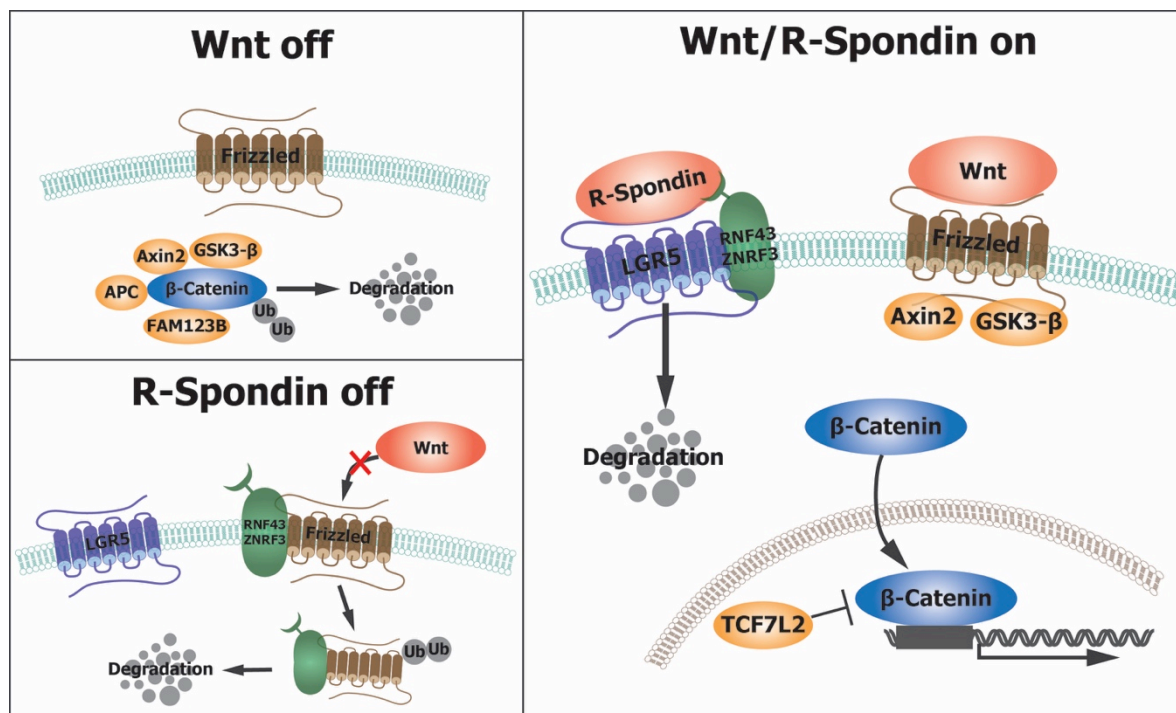 Wnt off
Frizzled
Axin2
GSK3-β
APC
β-Catenin
FAM123B
Ub
Ub
Degradation
R-Spondin off
Wnt
LGR5
RNF43
ZNRF3
Frizzled
Ub
Ub
Degradation
Wnt/R-Spondin on
R-Spondin
LGR5
RNF43
ZNRF3
Wnt
Frizzled
Axin2
GSK3-β
Degradation
β-Catenin
β-Catenin
TCF7L2